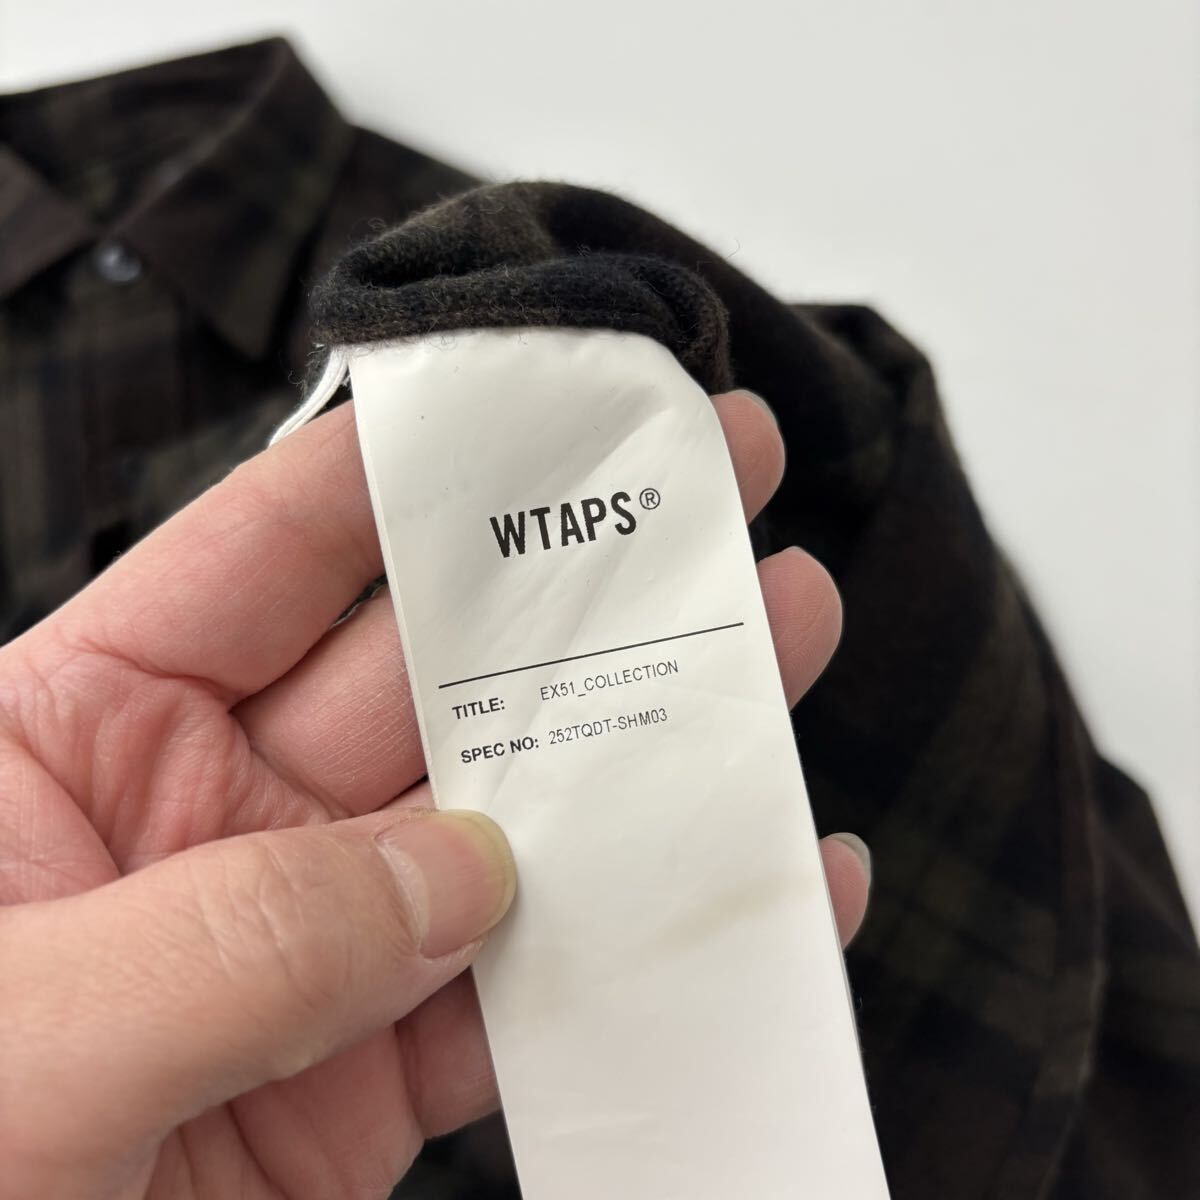 WTAPS®
TITLE: EX51_COLLECTION
SPEC NO: 252TQDT-SHM03